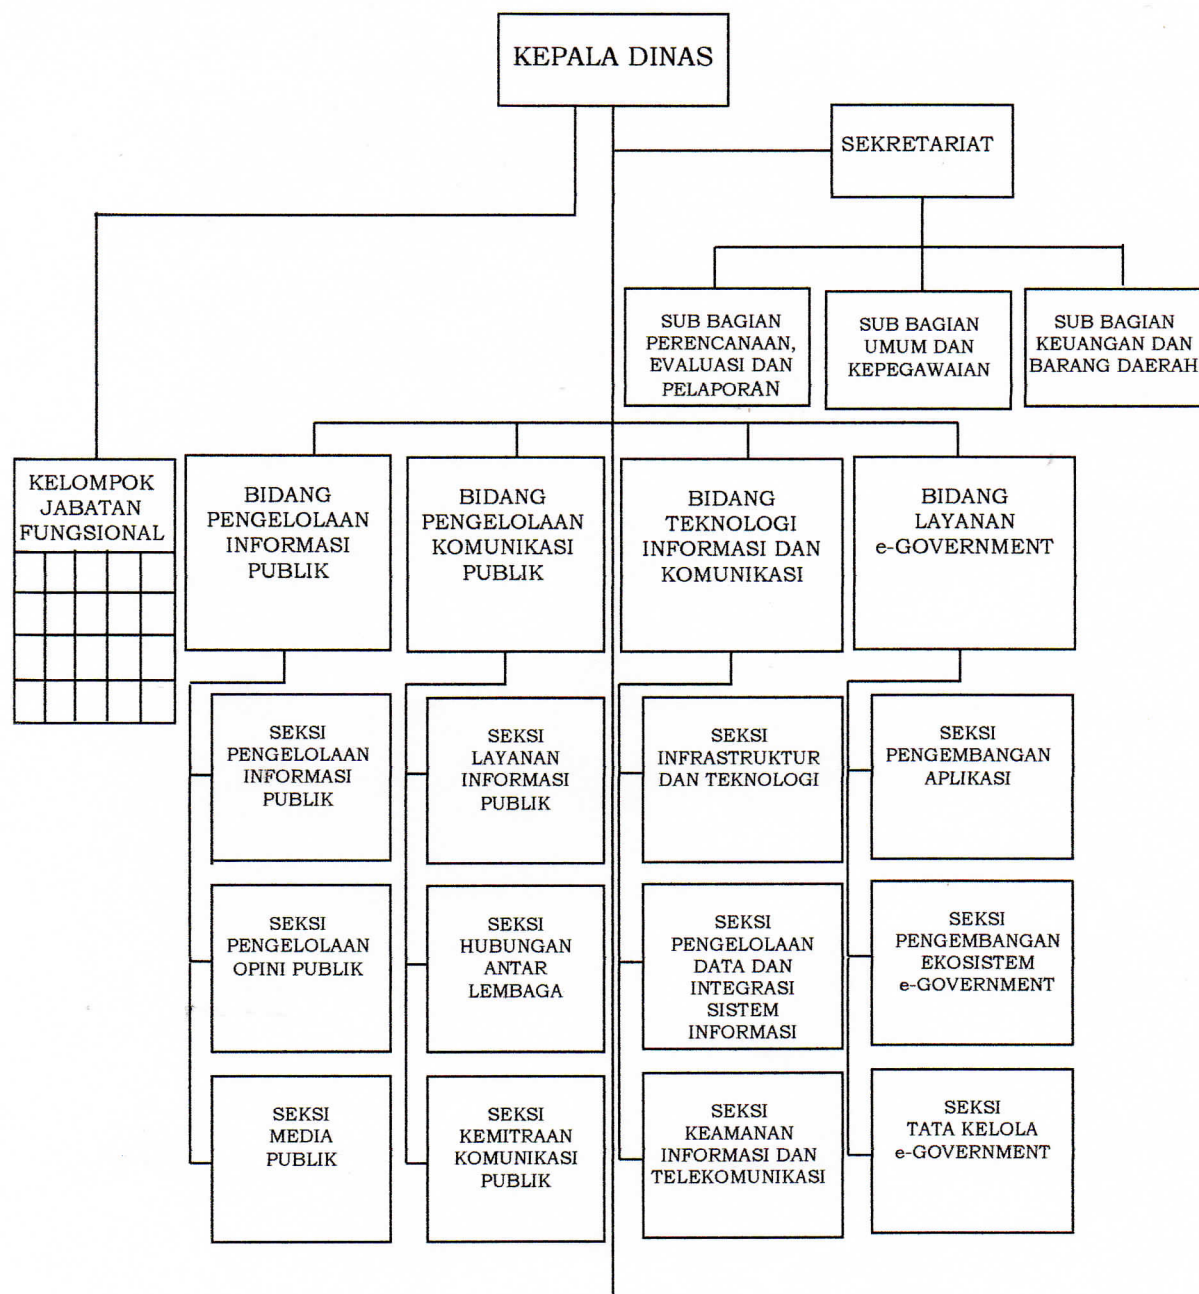 KEPALA DINAS
SEKRETARIAT
SUB BAGIAN
PERENCANAAN,
EVALUASI DAN
PELAPORAN
SUB BAGIAN
UMUM DAN
KEPEGAWAIAN
SUB BAGIAN
KEUANGAN DAN
BARANG DAERAH
KELOMPOK
JABATAN
FUNGSIONAL
BIDANG
PENGELOLAAN
INFORMASI
PUBLIK
BIDANG
PENGELOLAAN
KOMUNIKASI
PUBLIK
BIDANG
TEKNOLOGI
INFORMASI DAN
KOMUNIKASI
BIDANG
LAYANAN
e-GOVERNMENT
SEKSI
PENGELOLAAN
INFORMASI
PUBLIK
SEKSI
LAYANAN
INFORMASI
PUBLIK
SEKSI
INFRASTRUKTUR
DAN TEKNOLOGI
SEKSI
PENGEMBANGAN
APLIKASI
SEKSI
PENGELOLAAN
OPINI PUBLIK
SEKSI
HUBUNGAN
ANTAR
LEMBAGA
SEKSI
PENGELOLAAN
DATA DAN
INTEGRASI
SISTEM
INFORMASI
SEKSI
PENGEMBANGAN
EKOSISTEM
e-GOVERNMENT
SEKSI
MEDIA
PUBLIK
SEKSI
KEMITRAAN
KOMUNIKASI
PUBLIK
SEKSI
KEAMANAN
INFORMASI DAN
TELEKOMUNIKASI
SEKSI
TATA KELOLA
e-GOVERNMENT